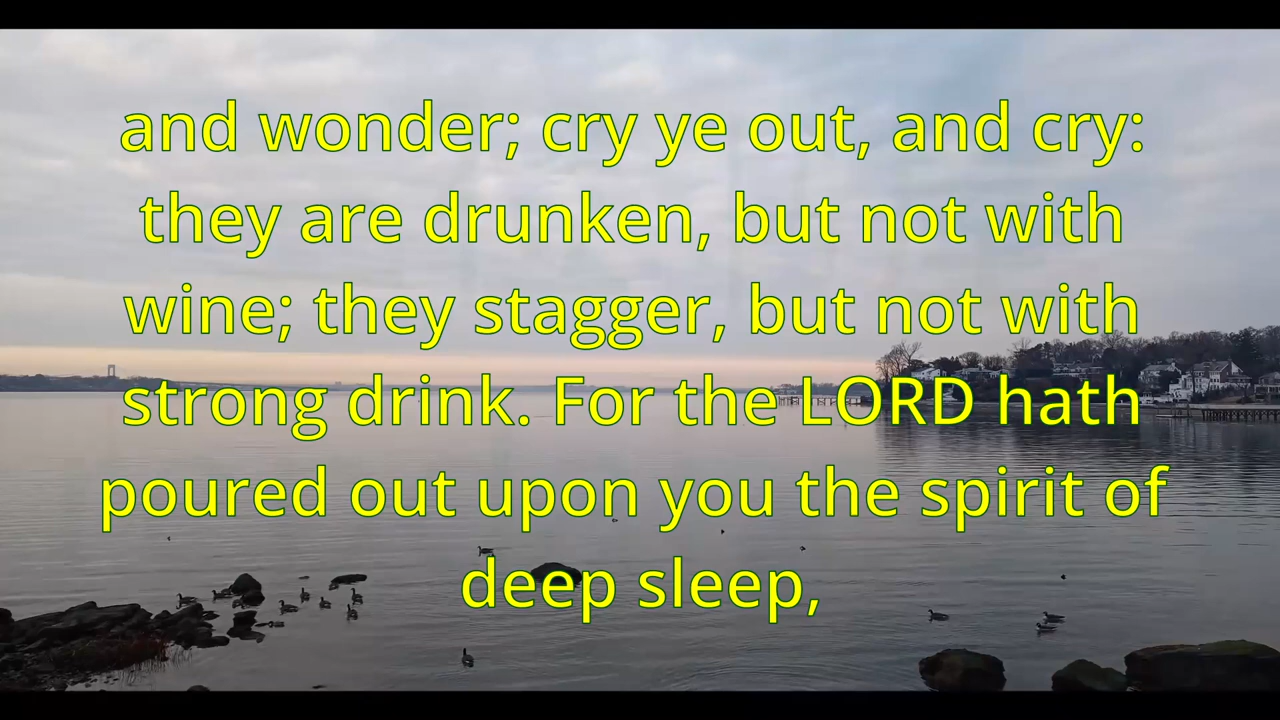 and wonder; cry ye out, and cry:
they are drunken, but not with
wine; they stagger, but not with
strong drink. For the LORD hath
poured out upon you the spirit of
deep sleep,